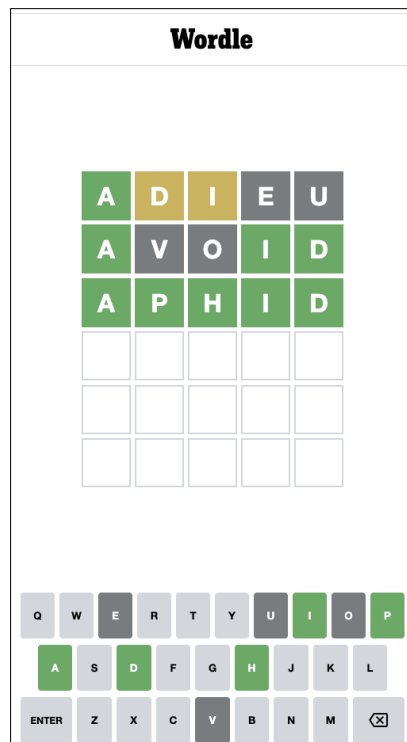 Wordle
A D I E U
A V O I D
A P H I D
Q W E R T Y U I O P
A S D F G H J K L
ENTER Z X C V B N M